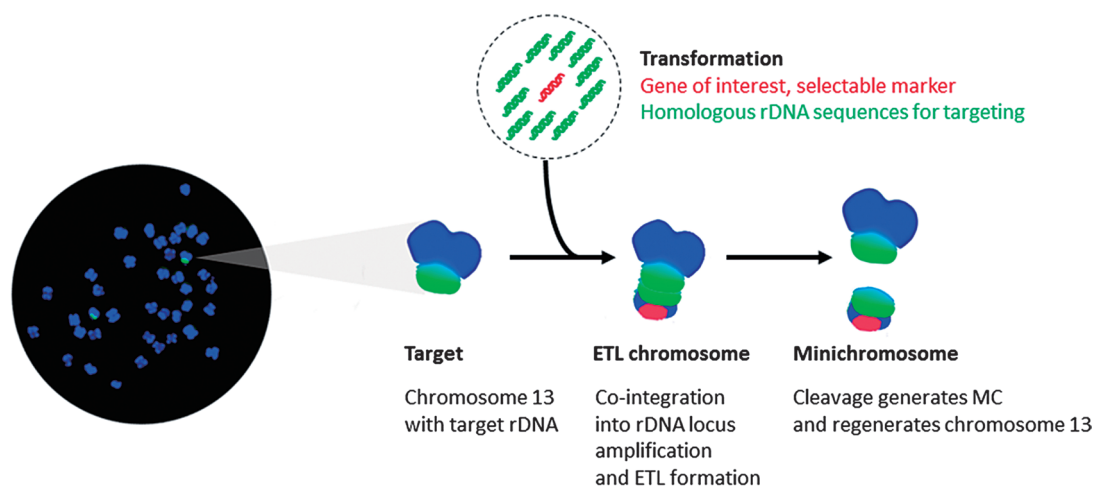 Transformation
Gene of interest, selectable marker
Homologous rDNA sequences for targeting
Target
Chromosome 13
with target rDNA
ETL chromosome
Co-integration
into rDNA locus
amplification
and ETL formation
Minichromosome
Cleavage generates MC
and regenerates chromosome 13